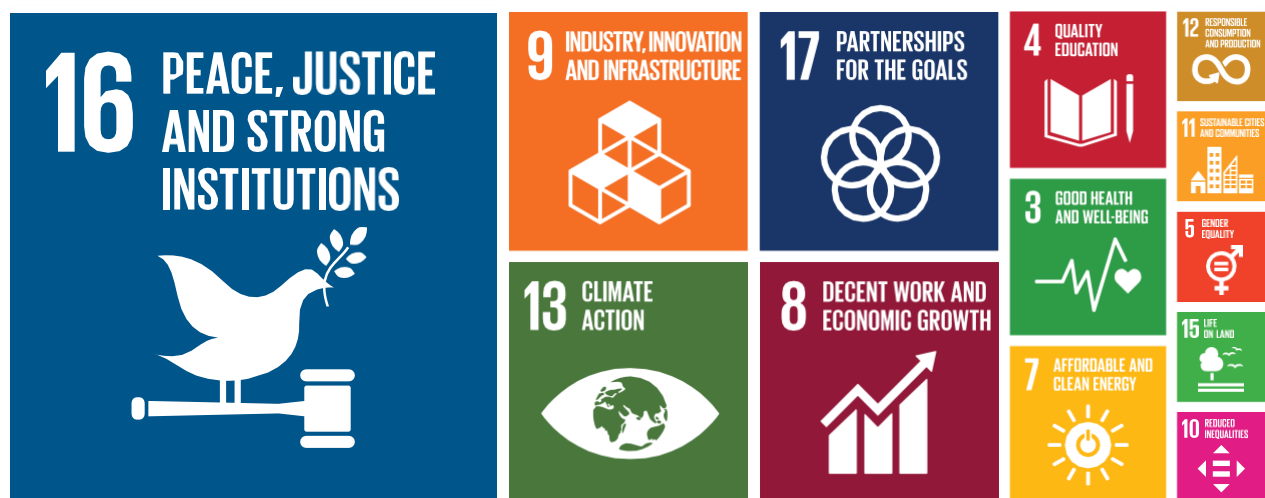 16 PEACE, JUSTICE
AND STRONG
INSTITUTIONS
9 INDUSTRY, INNOVATION
AND INFRASTRUCTURE
17 PARTNERSHIPS
FOR THE GOALS
13 CLIMATE
ACTION
8 DECENT WORK AND
ECONOMIC GROWTH
4 QUALITY
EDUCATION
3 GOOD HEALTH
AND WELL-BEING
7 AFFORDABLE AND
CLEAN ENERGY
12 RESPONSIBLE
CONSUMPTION
AND PRODUCTION
11 SUSTAINABLE CITIES
AND COMMUNITIES
5 GENDER
EQUALITY
15 LIFE
ON LAND
10 REDUCED
INEQUALITIES